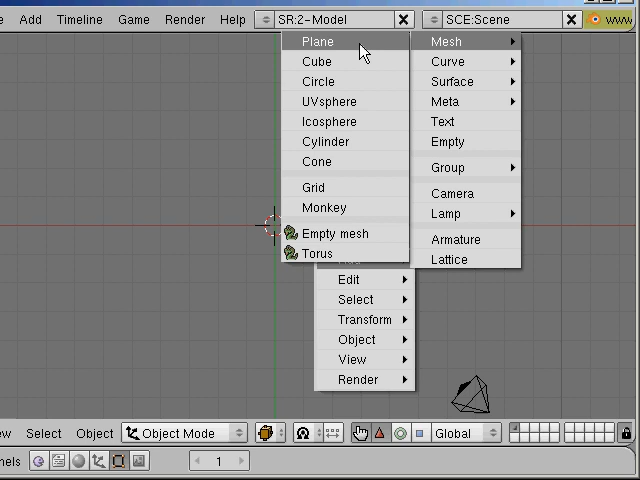 e Add Timeline Game Render Help SR:2-Model SCE:Scene www
Plane
Cube
Circle
UVsphere
Icosphere
Cylinder
Cone
Grid
Monkey
Empty mesh
Torus
Mesh
Curve
Surface
Meta
Text
Empty
Group
Camera
Lamp
Armature
Lattice
Edit
Select
Transform
Object
View
Render
ew Select Object Object Mode Global
nels 1